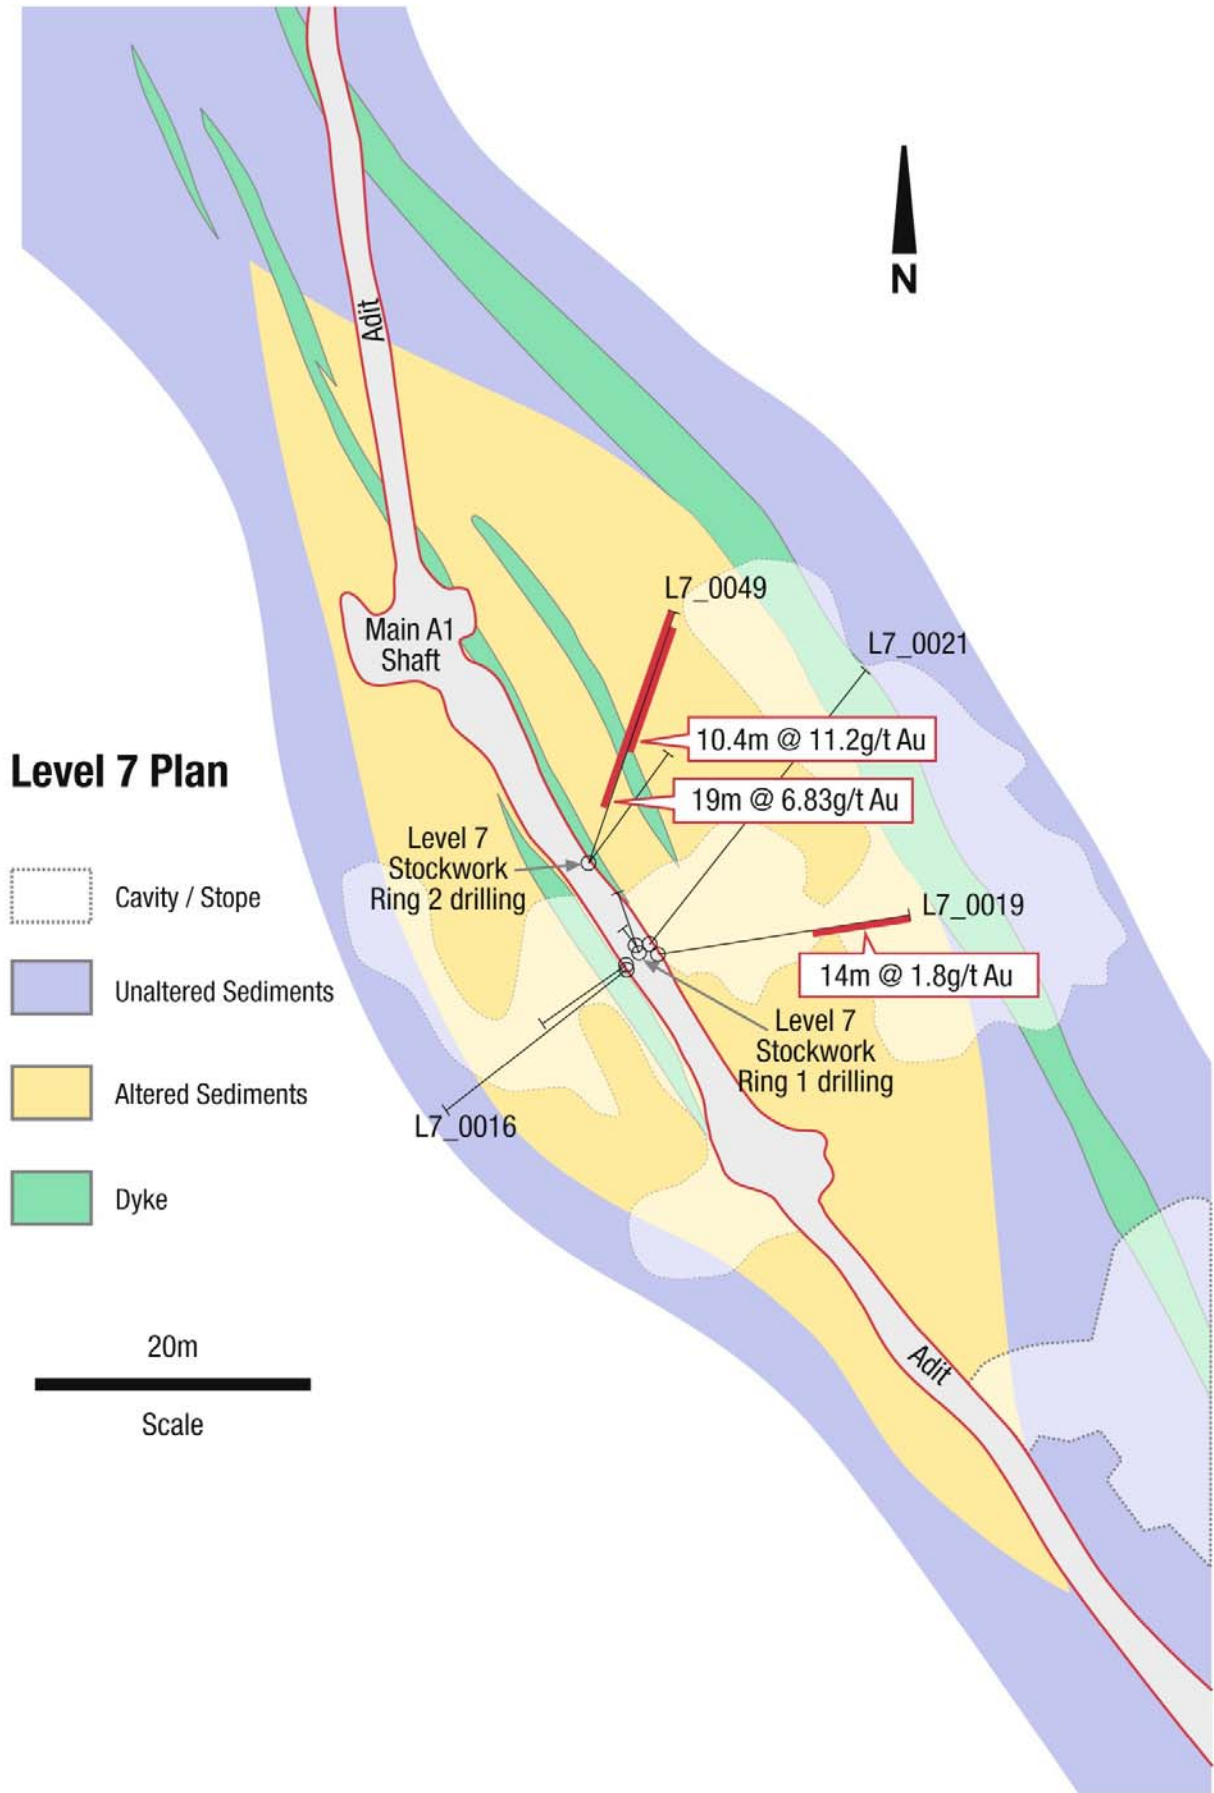 N
Adit
L7_0049
L7_0021
Main A1
Shaft
10.4m @ 11.2g/t Au
Level 7 Plan
19m @ 6.83g/t Au
Level 7
Stockwork
Ring 2 drilling
Cavity / Stope
L7_0019
14m @ 1.8g/t Au
Unaltered Sediments
Level 7
Stockwork
Ring 1 drilling
Altered Sediments
L7_0016
Dyke
20m
Adit
Scale